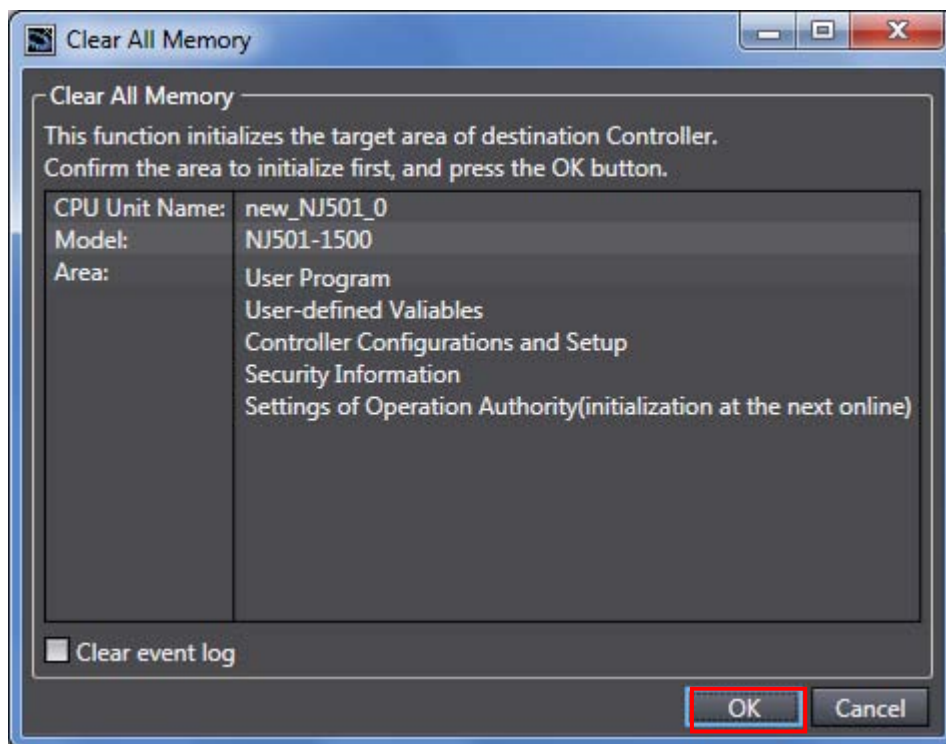 Clear All Memory
Clear All Memory
This function initializes the target area of destination Controller.
Confirm the area to initialize first, and press the OK button.
CPU Unit Name: new_NJ501_0
Model: NJ501-1500
Area: User Program
User-defined Valiables
Controller Configurations and Setup
Security Information
Settings of Operation Authority(initialization at the next online)
Clear event log
OK Cancel